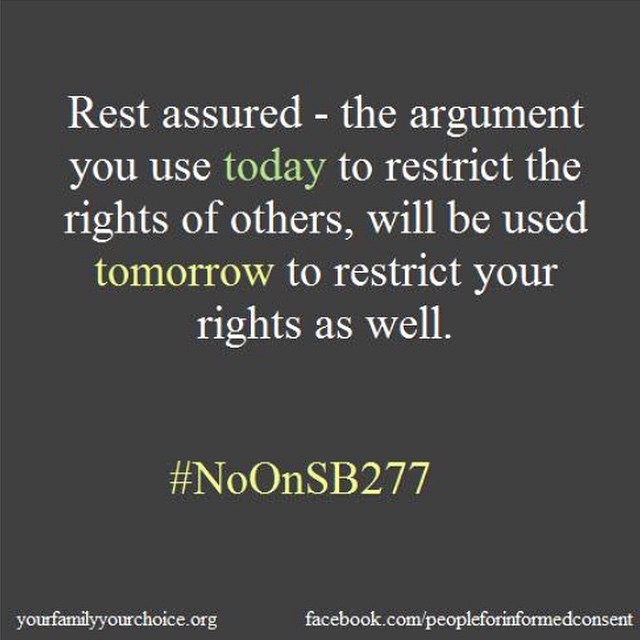 Rest assured - the argument
you use today to restrict the
rights of others, will be used
tomorrow to restrict your
rights as well.
#NoOnSB277
yourfamilyyourchoice.org
facebook.com/peopleforinformedconsent